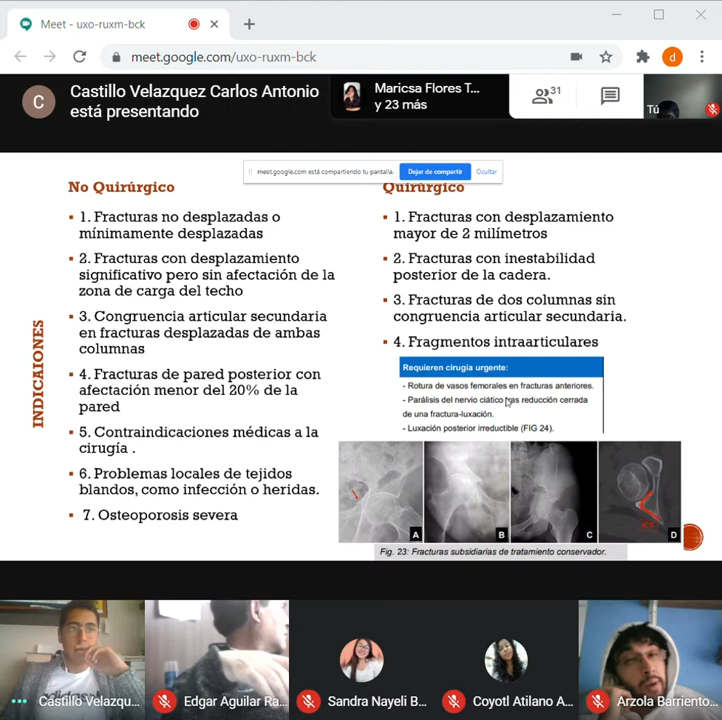 Meet - uxo-ruxm-bck
meet.google.com/uxo-ruxm-bck
d
C
Castillo Velazquez Carlos Antonio
está presentando
Maricsa Flores T...
y 23 más
31
Tú
meet.google.com está compartiendo tu pantalla.
Dejar de compartir
Ocultar
INDICAIONES
No Quirúrgico
1. Fracturas no desplazadas o
mínimamente desplazadas
2. Fracturas con desplazamiento
significativo pero sin afectación de la
zona de carga del techo
3. Congruencia articular secundaria
en fracturas desplazadas de ambas
columnas
4. Fracturas de pared posterior con
afectación menor del 20% de la
pared
5. Contraindicaciones médicas a la
cirugía .
6. Problemas locales de tejidos
blandos, como infección o heridas.
7. Osteoporosis severa
Quirúrgico
1. Fracturas con desplazamiento
mayor de 2 milímetros
2. Fracturas con inestabilidad
posterior de la cadera.
3. Fracturas de dos columnas sin
congruencia articular secundaria.
4. Fragmentos intraarticulares
Requieren cirugía urgente:
- Rotura de vasos femorales en fracturas anteriores.
- Parálisis del nervio ciático tras reducción cerrada
de una fractura-luxación.
- Luxación posterior irreductible (FIG 24).
A
B
C
D
Fig. 23: Fracturas subsidiarias de tratamiento conservador.
Castillo Velazqu...
Edgar Aguilar Ra...
Sandra Nayeli B...
Coyotl Atilano A...
Arzola Barriento...